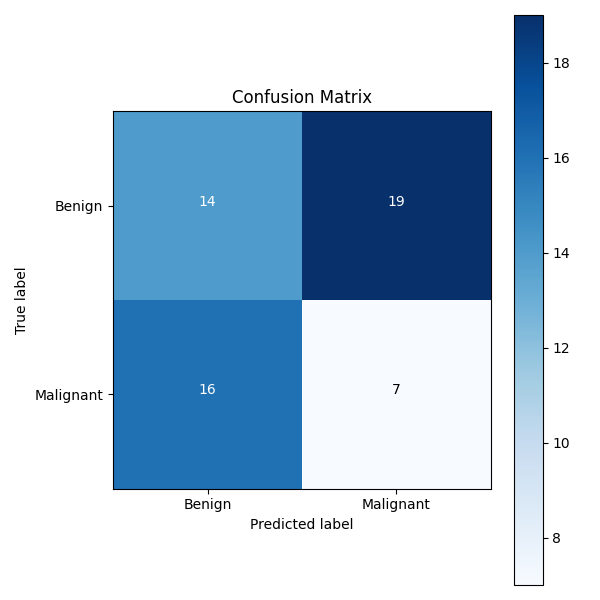 Confusion Matrix
True label
Benign
14
19
Malignant
16
7
Benign
Malignant
Predicted label
18
16
14
12
10
8